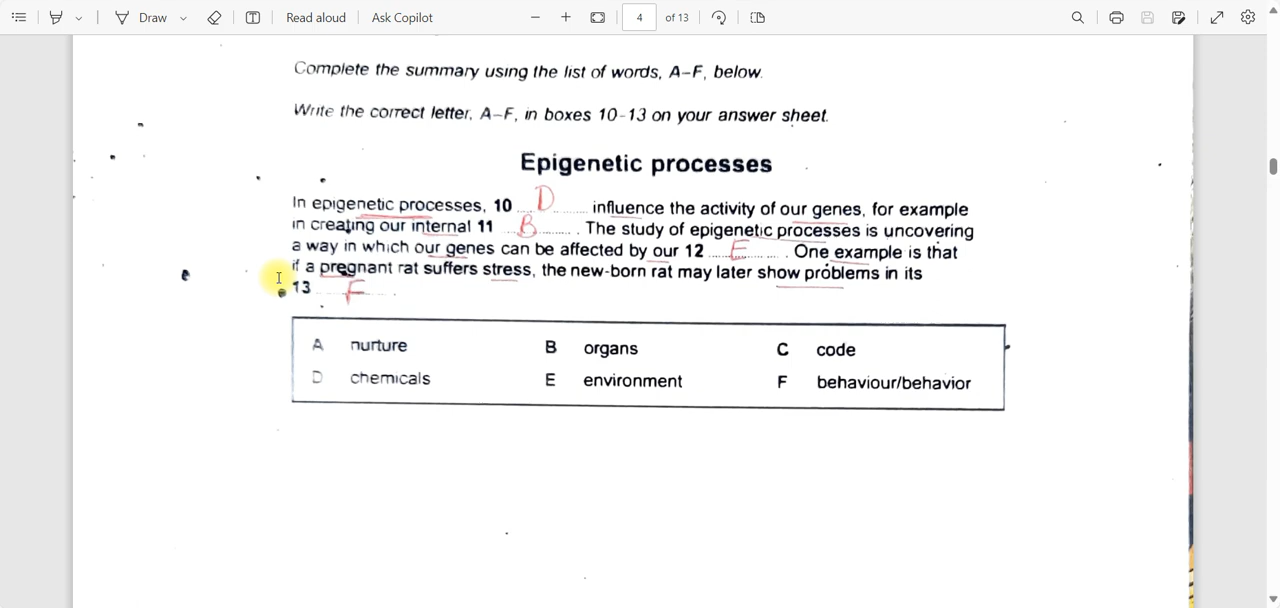 Draw
Read aloud
Ask Copilot
4
of 13
Complete the summary using the list of words, A–F, below.
Write the correct letter, A–F, in boxes 10-13 on your answer sheet.
Epigenetic processes
In epigenetic processes, 10 ....D.......... influence the activity of our genes, for example
in creating our internal 11 ...B.......... . The study of epigenetic processes is uncovering
a way in which our genes can be affected by our 12 .....E.......... . One example is that
if a pregnant rat suffers stress, the new-born rat may later show problems in its
13 .....F..........
A nurture B organs C code
D chemicals E environment F behaviour/behavior